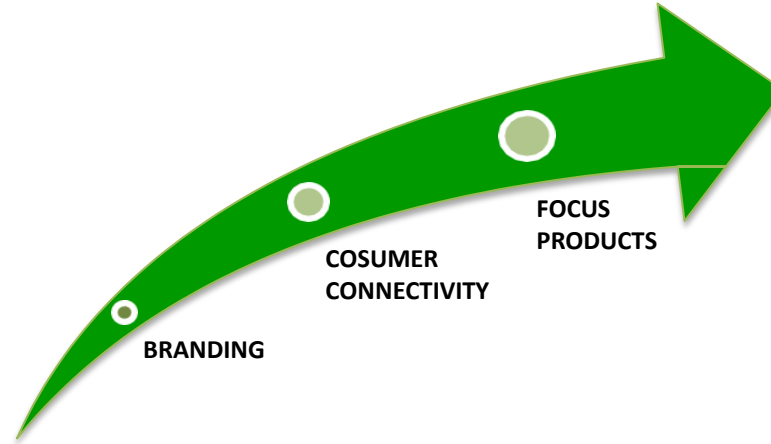 FOCUS
PRODUCTS
COSUMER
CONNECTIVITY
BRANDING